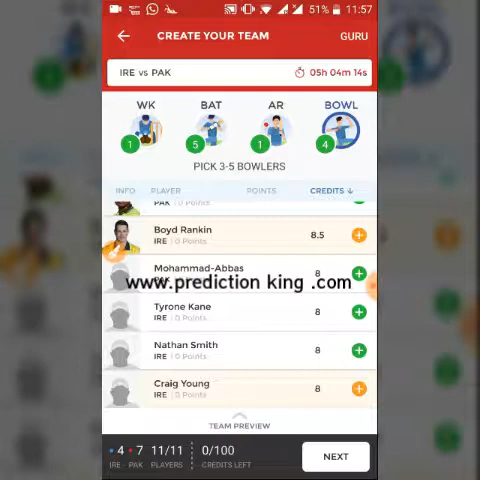 51% 11:57
CREATE YOUR TEAM GURU
IRE vs PAK 05h 04m 14s
WK BAT AR BOWL
1 5 1 4
PICK 3-5 BOWLERS
INFO PLAYER POINTS CREDITS
PAK | 0 Points
Boyd Rankin 8.5
IRE | 0 Points
Mohammad-Abbas 8
PAK
www.prediction king .com
Tyrone Kane 8
IRE | 0 Points
Nathan Smith 8
IRE | 0 Points
Craig Young 8
IRE | 0 Points
TEAM PREVIEW
4 7 11/11 0/100 NEXT
IRE PAK PLAYERS CREDITS LEFT